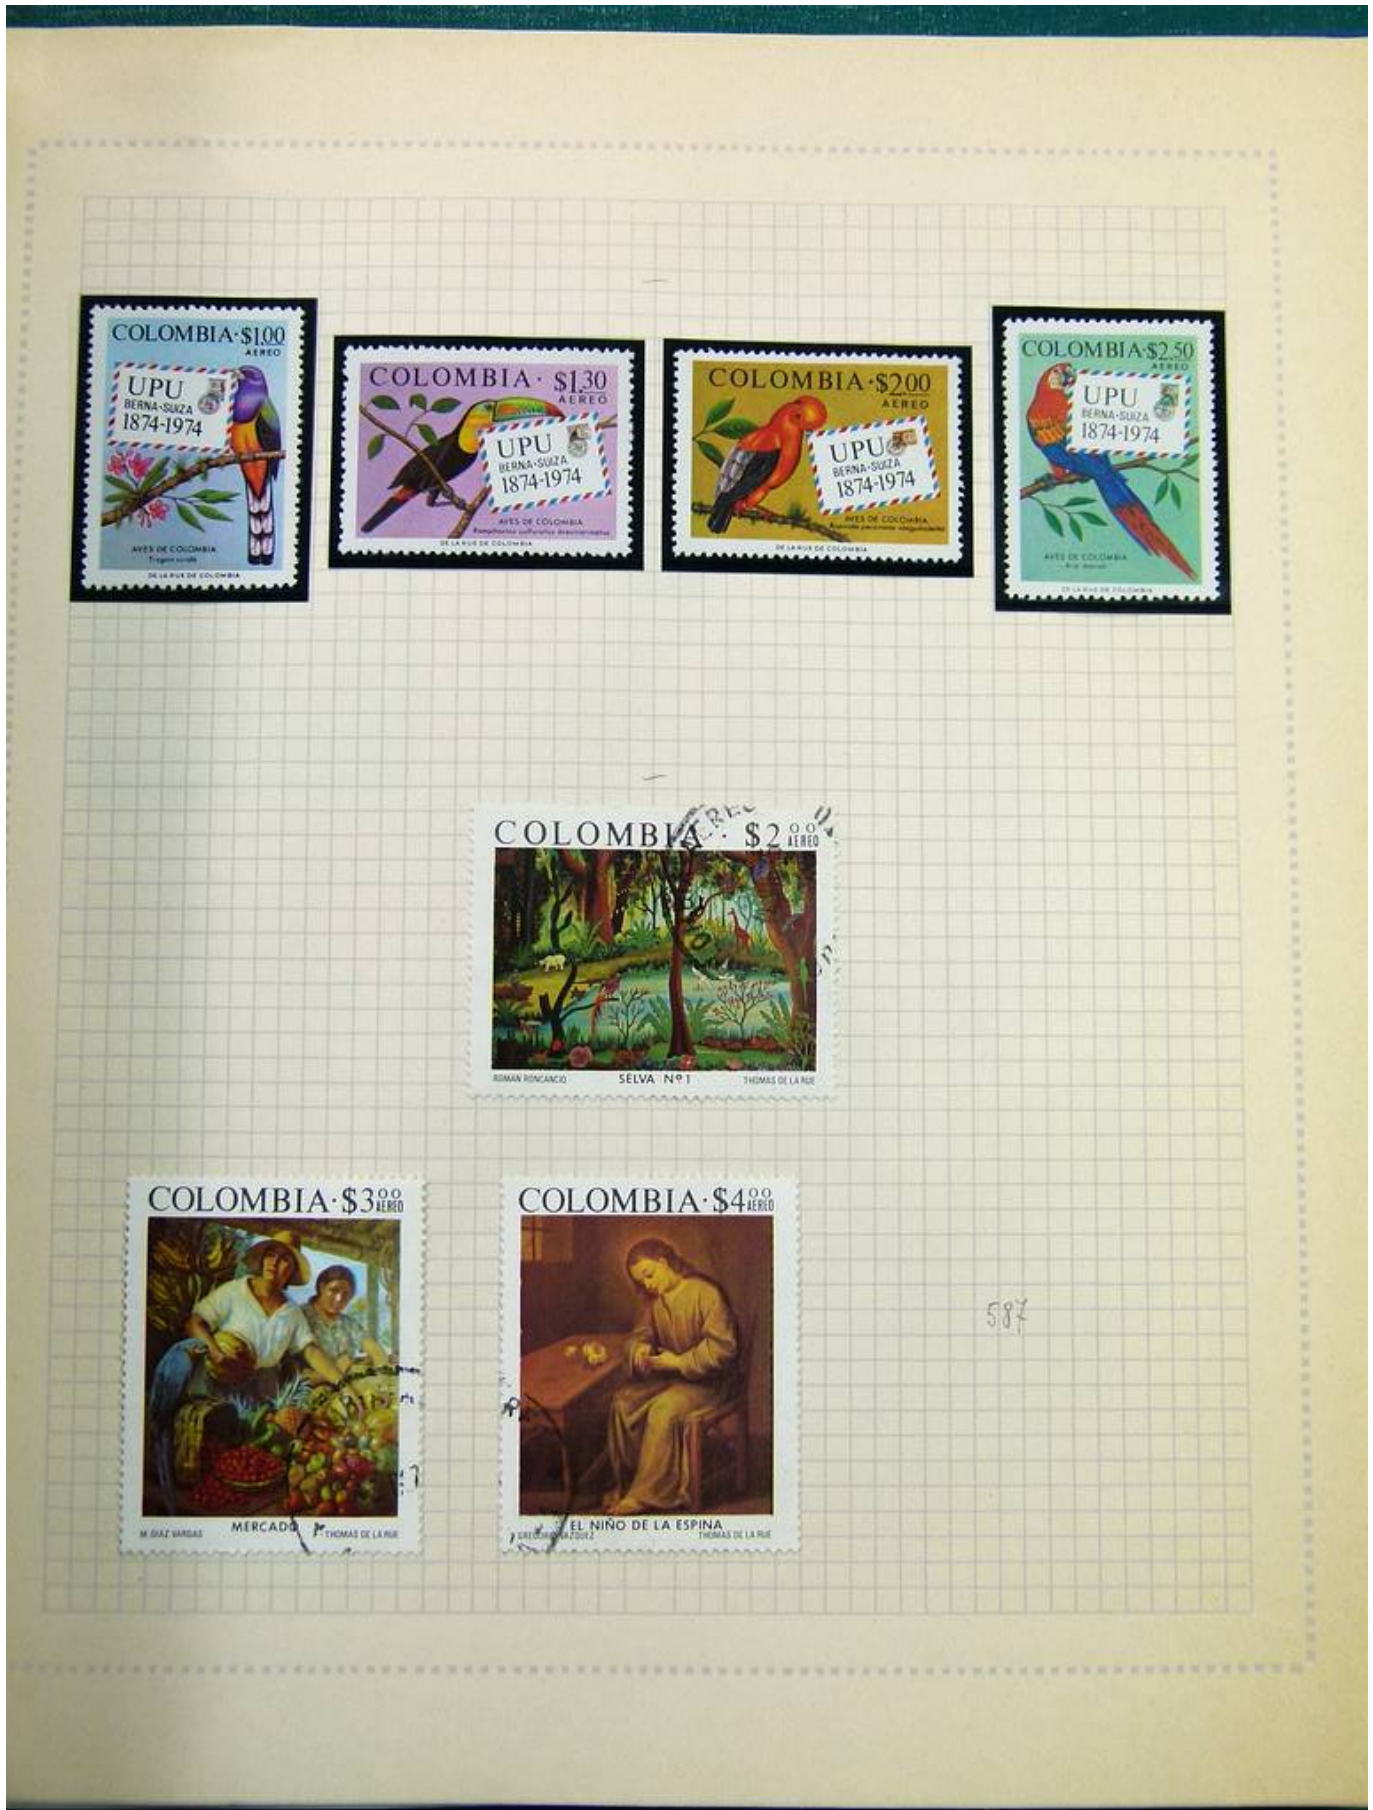 COLOMBIA·$1.00
AEREO
UPU
BERNA-SUIZA
1874-1974
AVES DE COLOMBIA
DE LA RUE DE COLOMBIA
COLOMBIA·$1.30
AEREO
UPU
BERNA-SUIZA
1874-1974
AVES DE COLOMBIA
DE LA RUE DE COLOMBIA
COLOMBIA·$2.00
AEREO
UPU
BERNA-SUIZA
1874-1974
AVES DE COLOMBIA
DE LA RUE DE COLOMBIA
COLOMBIA·$2.50
AEREO
UPU
BERNA-SUIZA
1874-1974
AVES DE COLOMBIA
DE LA RUE DE COLOMBIA
COLOMBIA·$2.00
AEREO
ROMAN RONCANCIO SELVA Nº1 THOMAS DE LA RUE
COLOMBIA·$3.00
AEREO
M. DIAZ VARGAS MERCADO THOMAS DE LA RUE
COLOMBIA·$4.00
AEREO
EL NIÑO DE LA ESPINA
GREGORIO VAZQUEZ THOMAS DE LA RUE
587